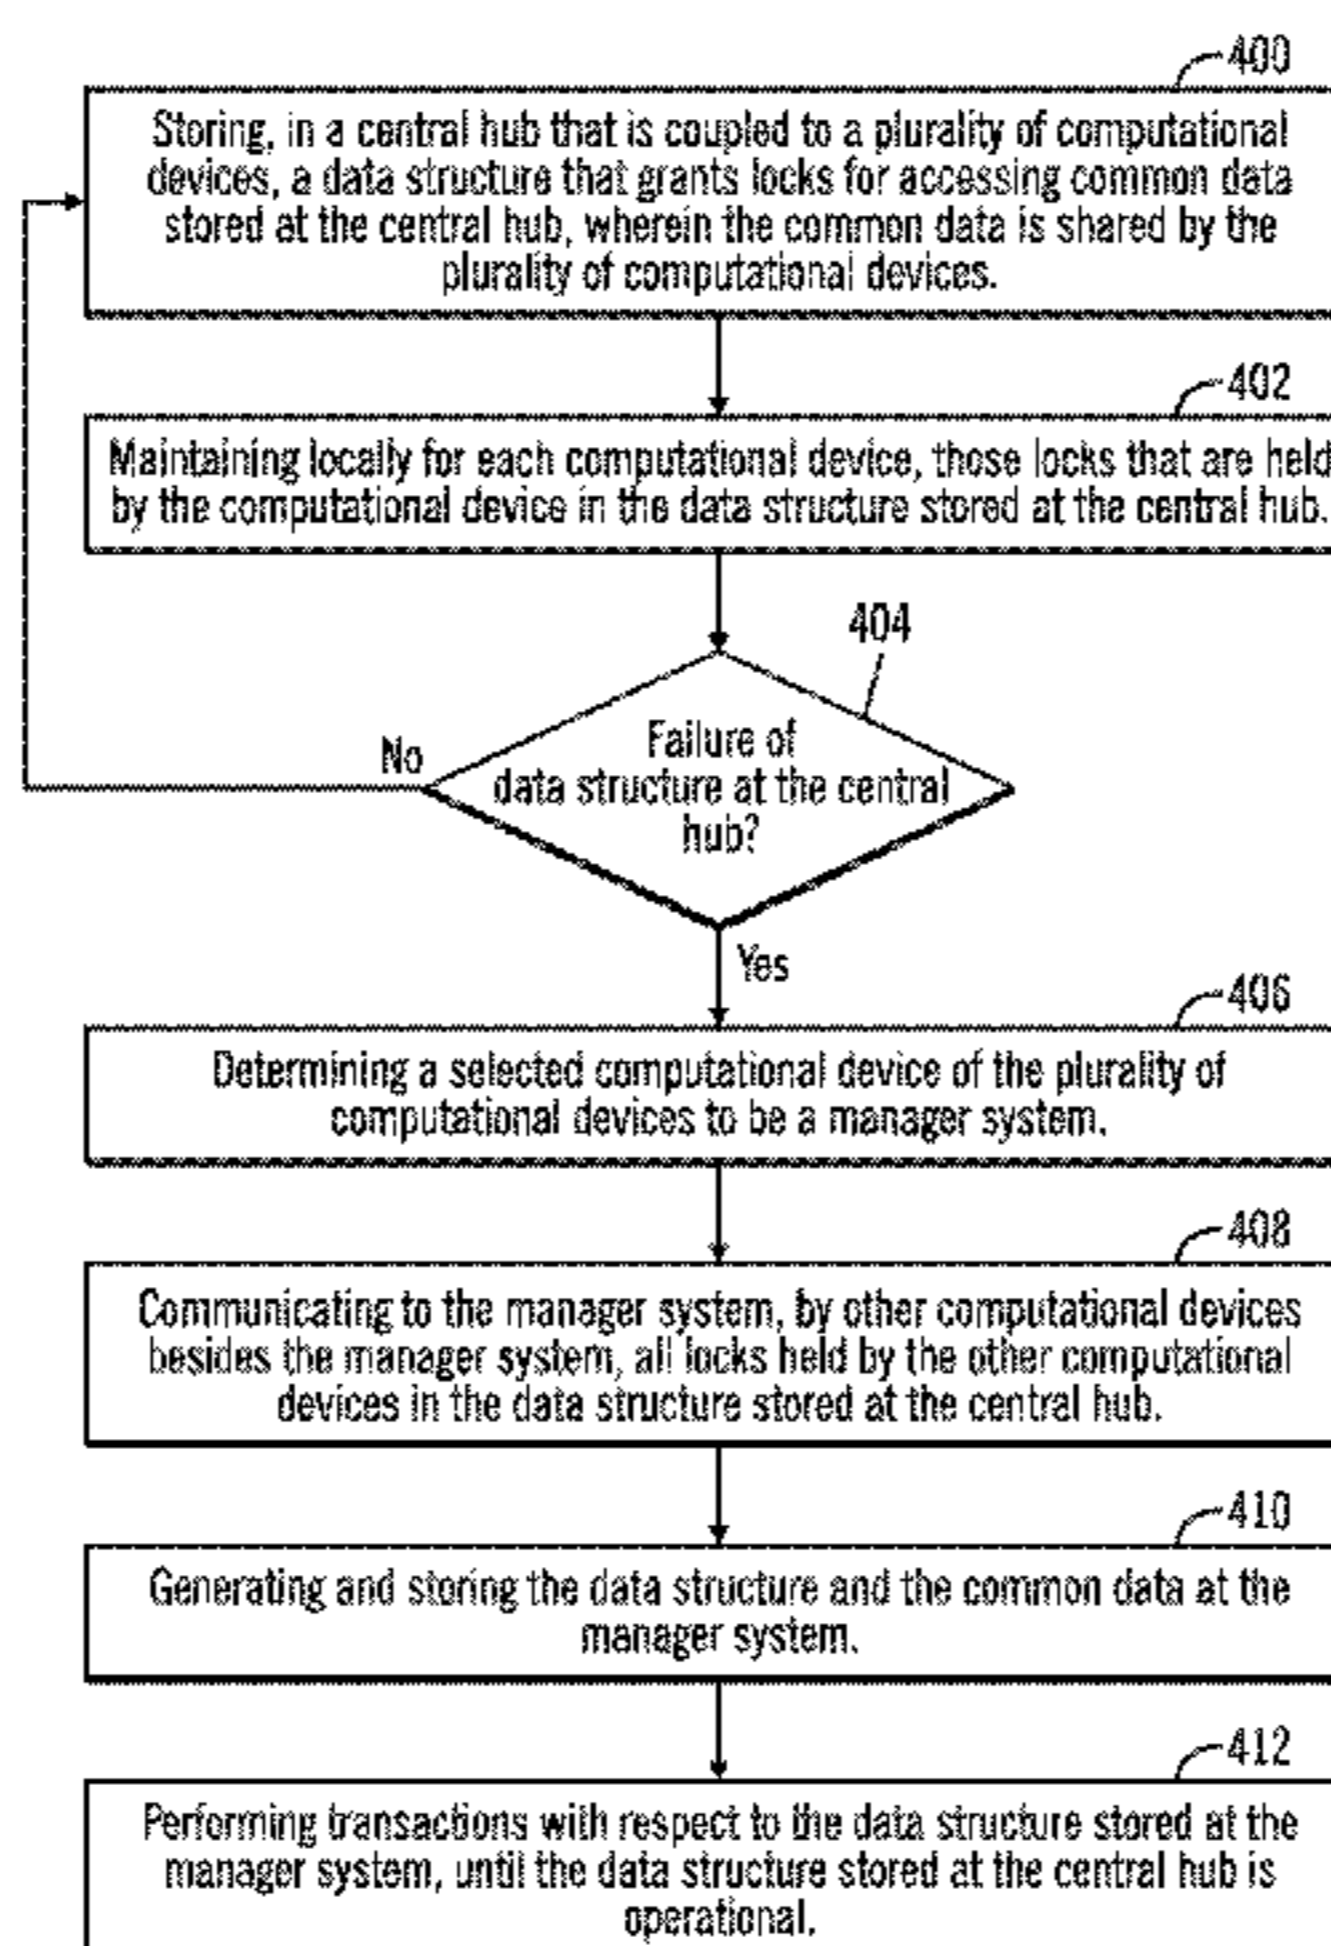 400
Storing, in a central hub that is coupled to a plurality of computational
devices, a data structure that grants locks for accessing common data
stored at the central hub, wherein the common data is shared by the
plurality of computational devices.
402
Maintaining locally for each computational device, those locks that are held
by the computational device in the data structure stored at the central hub.
404
Failure of
data structure at the central
hub?
No
Yes
406
Determining a selected computational device of the plurality of
computational devices to be a manager system.
408
Communicating to the manager system, by other computational devices
besides the manager system, all locks held by the other computational
devices in the data structure stored at the central hub.
410
Generating and storing the data structure and the common data at the
manager system.
412
Performing transactions with respect to the data structure stored at the
manager system, until the data structure stored at the central hub is
operational.